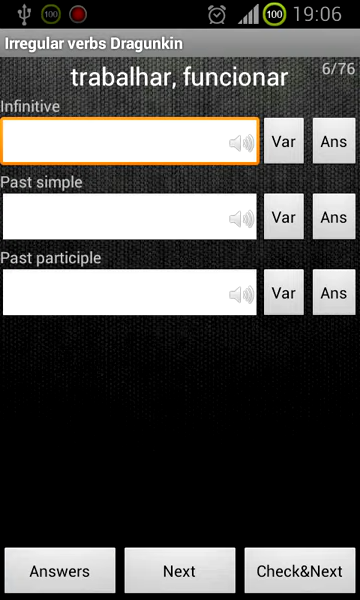 100 100 19:06
Irregular verbs Dragunkin
trabalhar, funcionar 6/76
Infinitive
Var Ans
Past simple
Var Ans
Past participle
Var Ans
Answers Next Check&Next